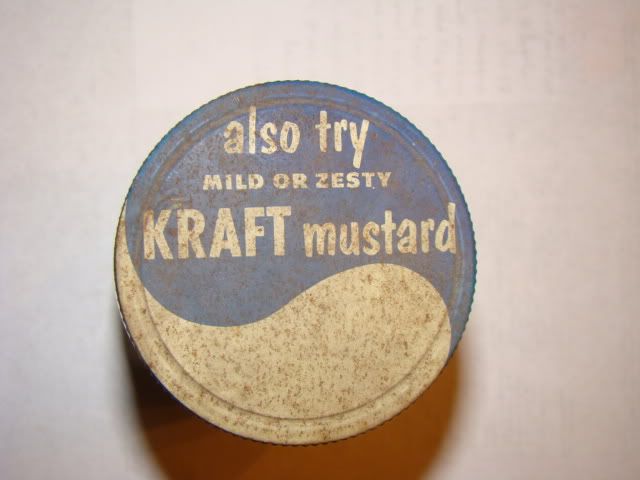 also try
MILD OR ZESTY
KRAFT mustard